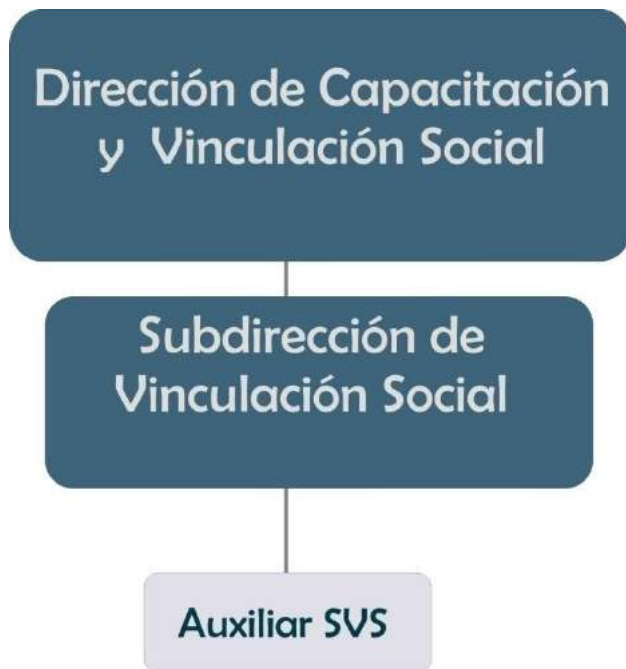 Dirección de Capacitación
y Vinculación Social
Subdirección de
Vinculación Social
Auxiliar SVS